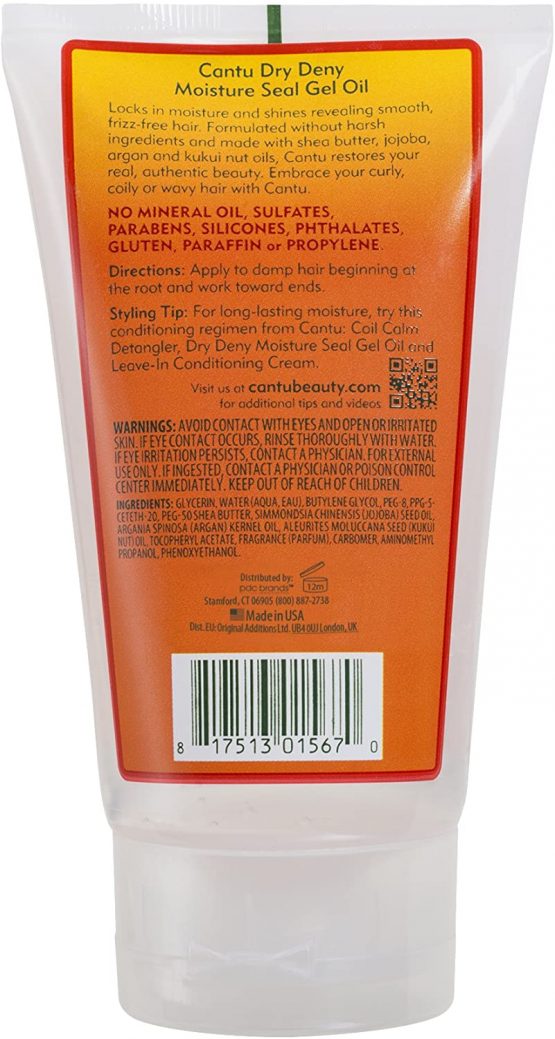 Cantu Dry Deny
Moisture Seal Gel Oil
Locks in moisture and shines revealing smooth,
frizz-free hair. Formulated without harsh
ingredients and made with shea butter, jojoba,
argan and kukui nut oils, Cantu restores your
real, authentic beauty. Embrace your curly,
coily or wavy hair with Cantu.
NO MINERAL OIL, SULFATES,
PARABENS, SILICONES, PHTHALATES,
GLUTEN, PARAFFIN or PROPYLENE.
Directions: Apply to damp hair beginning at
the root and work toward ends.
Styling Tip: For long-lasting moisture, try this
conditioning regimen from Cantu: Coil Calm
Detangler, Dry Deny Moisture Seal Gel Oil and
Leave-In Conditioning Cream.
Visit us at cantubeauty.com
for additional tips and videos
WARNINGS: AVOID CONTACT WITH EYES AND OPEN OR IRRITATED
SKIN. IF EYE CONTACT OCCURS, RINSE THOROUGHLY WITH WATER.
IF EYE IRRITATION PERSISTS, CONTACT A PHYSICIAN. FOR EXTERNAL
USE ONLY. IF INGESTED, CONTACT A PHYSICIAN OR POISON CONTROL
CENTER IMMEDIATELY. KEEP OUT OF REACH OF CHILDREN.
INGREDIENTS: GLYCERIN, WATER (AQUA, EAU), BUTYLENE GLYCOL, PEG-8, PPG-5-
CETETH-20, PEG-50 SHEA BUTTER, SIMMONDSIA CHINENSIS (JOJOBA) SEED OIL,
ARGANIA SPINOSA (ARGAN) KERNEL OIL, ALEURITES MOLUCCANA SEED (KUKUI
NUT) OIL, TOCOPHERYL ACETATE, FRAGRANCE (PARFUM), CARBOMER, AMINOMETHYL
PROPANOL, PHENOXYETHANOL.
Distributed by:
pdc brands™
12m
Stamford, CT 06905 (800) 887-2738
Made in USA
Dist. EU: Original Additions Ltd. UB4 0UJ London, UK
8 17513 01567 0